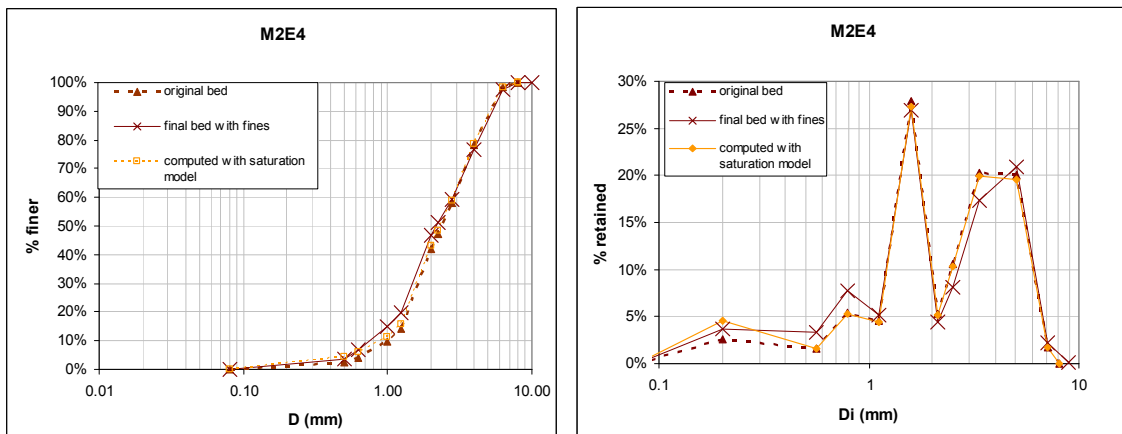 M2E4
100%
90%
80%
70%
60%
50%
40%
30%
20%
10%
0%
% finer
original bed
final bed with fines
computed with saturation
model
0.01
0.10
1.00
10.00
D (mm)
M2E4
30%
25%
20%
15%
10%
5%
0%
% retained
original bed
final bed with fines
computed with
saturation model
0.1
1
10
Di (mm)